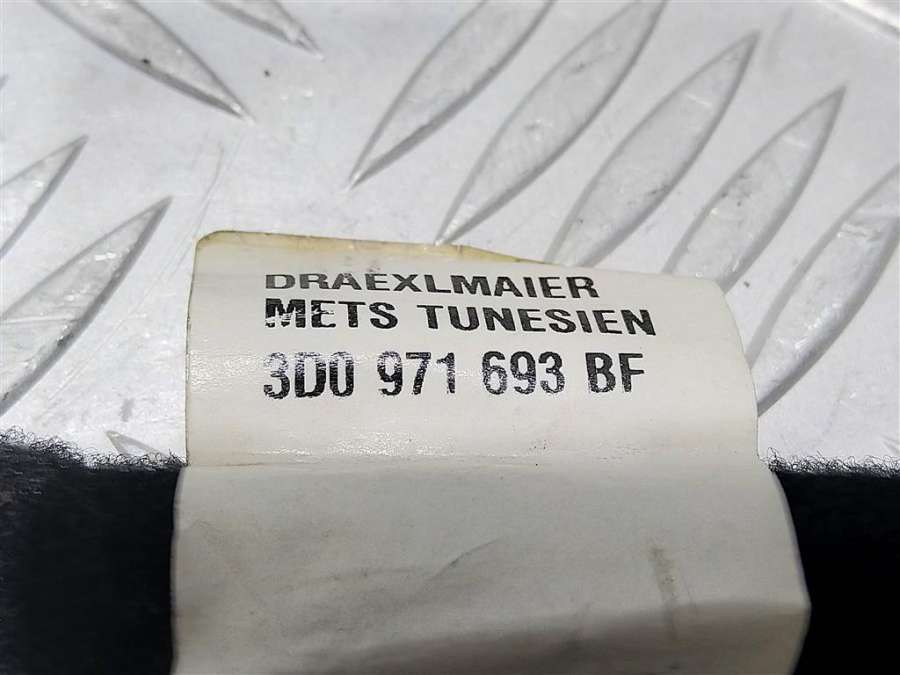 DRAEXLMAIER
METS TUNESIEN
3D0 971 693 BF